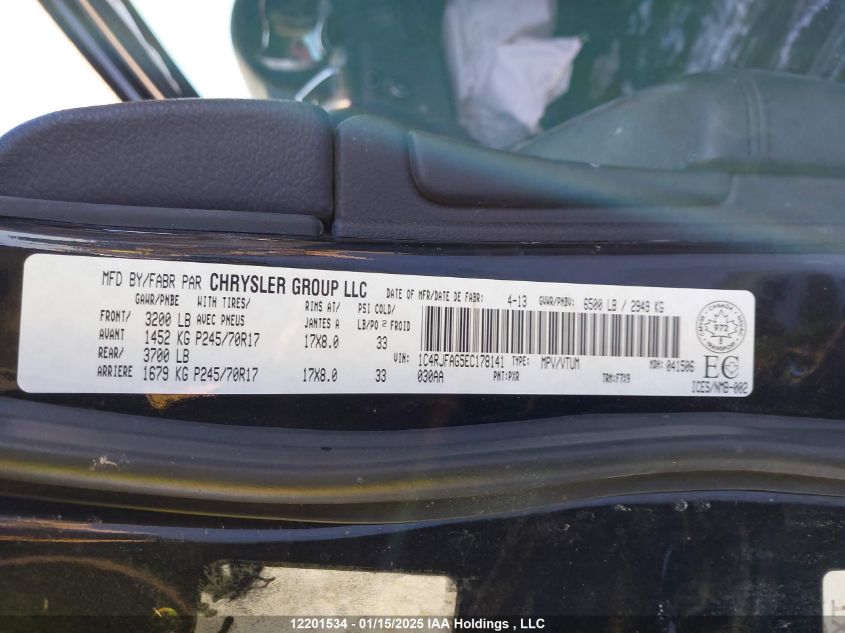 MFD BY/FABR PAR CHRYSLER GROUP LLC DATE OF MFR/DATE DE FABR: 4-13 GVWR/PNBV: 6500 LB / 2949 KG
GAWR/PNBE WITH TIRES/ RIMS AT/ PSI COLD/
FRONT/ 3200 LB AVEC PNEUS JANTES A LB/PO 2 FROID
AVANT 1452 KG P245/70R17 17X8.0 33
REAR/ 3700 LB
ARRIERE 1679 KG P245/70R17 17X8.0 33
VIN: 1C4RJFAG5EC178141 TYPE: MPV/VTUM MDH: 041506
030AA PNT:PXR TRM:F7X9
CANADA
972
TRANSPORT
EC
ICES/NMB-002
12201534 - 01/15/2025 IAA Holdings , LLC